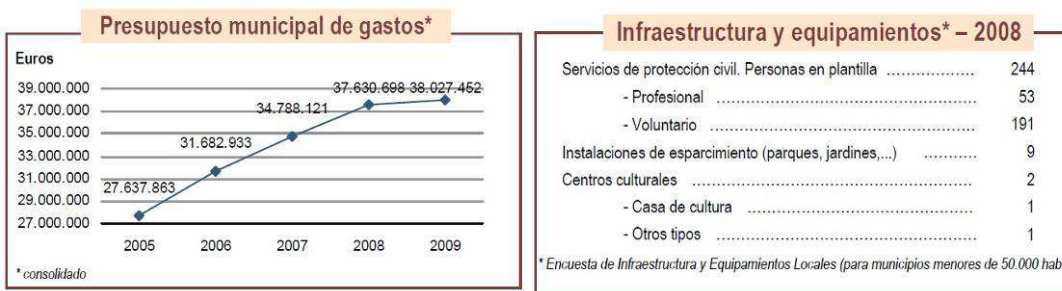 Presupuesto municipal de gastos*
Euros
39.000.000
37.000.000
35.000.000
33.000.000
31.000.000
29.000.000
27.000.000
27.637.863
31.682.933
34.788.121
37.630.698
38.027.452
2005 2006 2007 2008 2009
* consolidado
Infraestructura y equipamientos* – 2008
Servicios de protección civil. Personas en plantilla .................. 244
- Profesional .................. 53
- Voluntario .................. 191
Instalaciones de esparcimiento (parques, jardines,...) ........... 9
Centros culturales .................. 2
- Casa de cultura .................. 1
- Otros tipos .................. 1
* Encuesta de Infraestructura y Equipamientos Locales (para municipios menores de 50.000 hab